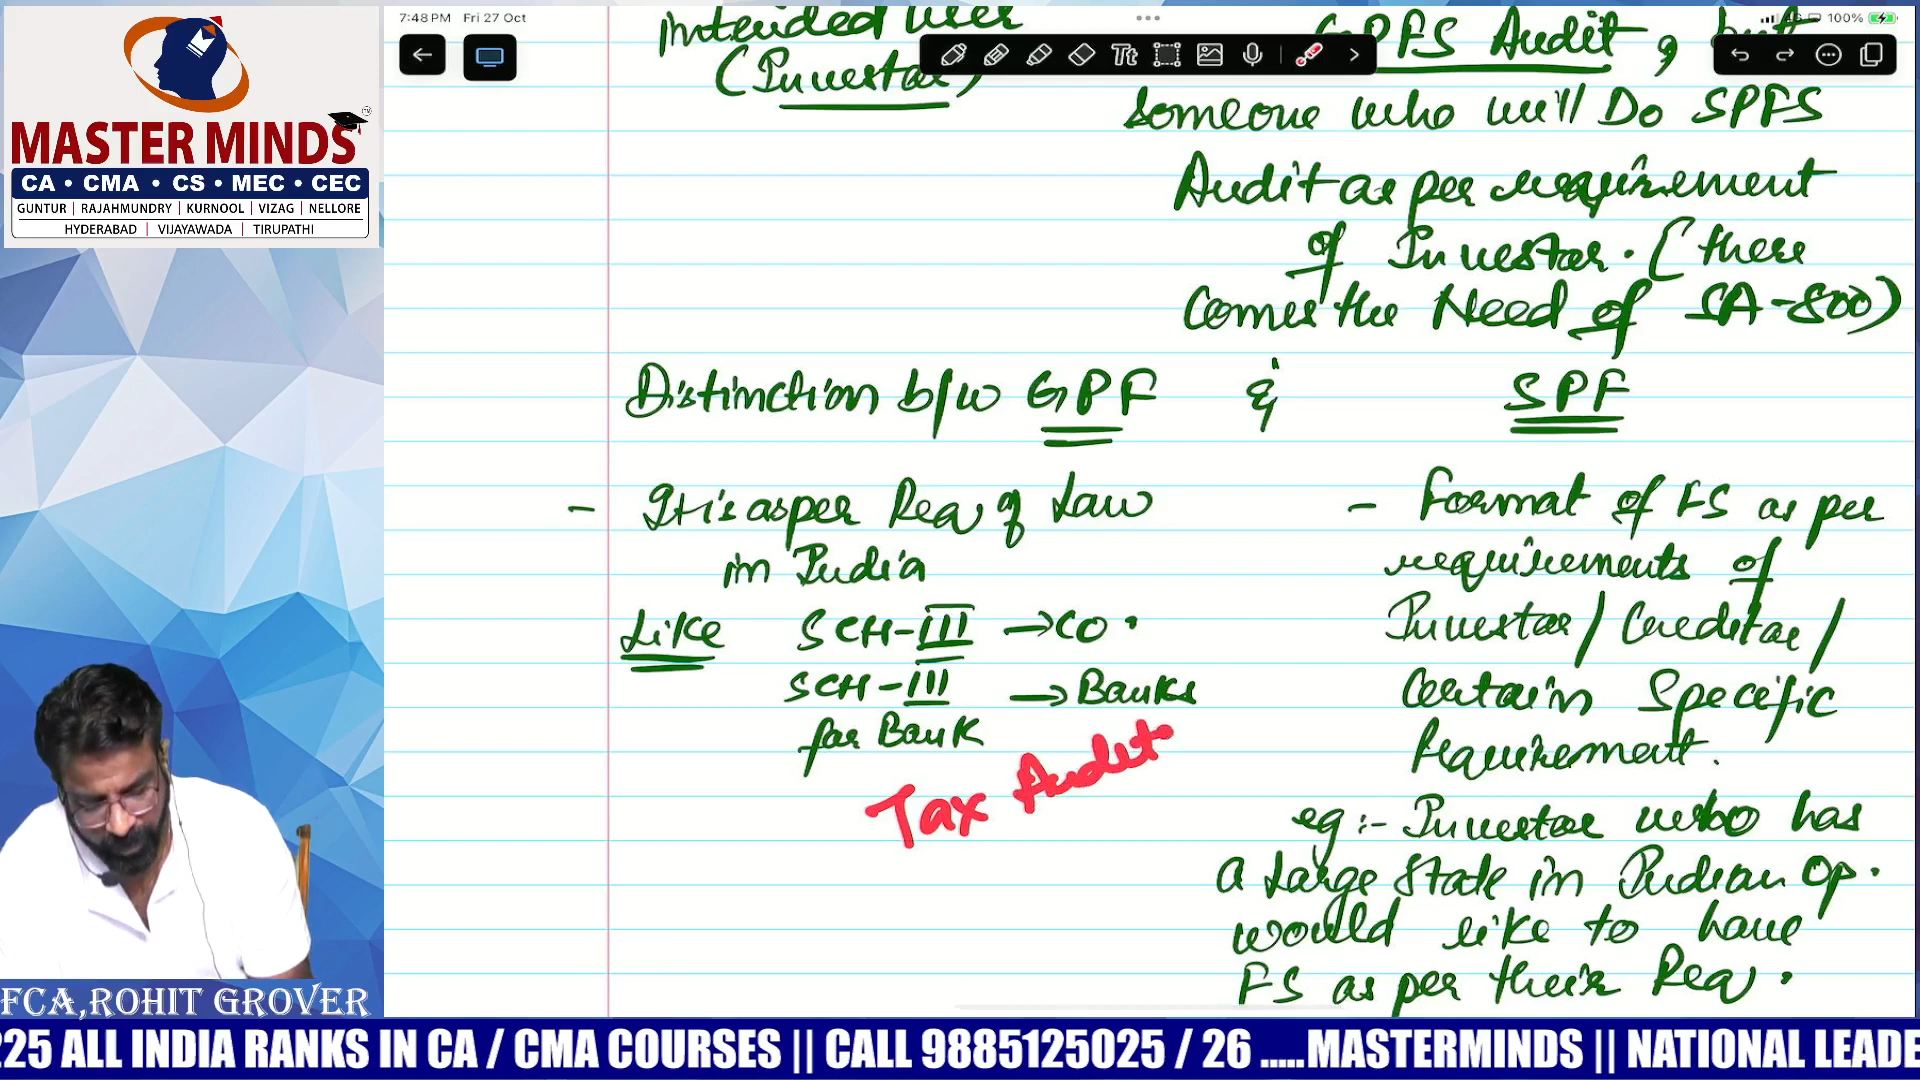 7:48 PM Fri 27 Oct
100%
MASTER MINDS
CA • CMA • CS • MEC • CEC
GUNTUR | RAJAHMUNDRY | KURNOOL | VIZAG | NELLORE
HYDERABAD | VIJAYAWADA | TIRUPATHI
intended user
(Investor)
GPFS Audit, but
Someone who will Do SPFS
Audit as per requirement
of Investor. (there
Comes the Need of SA-800)
Distinction b/w GPF & SPF
- It is as per Req of Law
in India
Like SCH-III → CO.
SCH-III → Banks
for Bank
Tax Audit
- Format of FS as per
requirements of
Investor / Creditor /
Certain Specific
Requirement.
eg :- Investor who has
a Large Stake in Indian Op.
would like to have
FS as per their Req.
FCA,ROHIT GROVER
225 ALL INDIA RANKS IN CA / CMA COURSES || CALL 9885125025 / 26 .....MASTERMINDS || NATIONAL LEADE